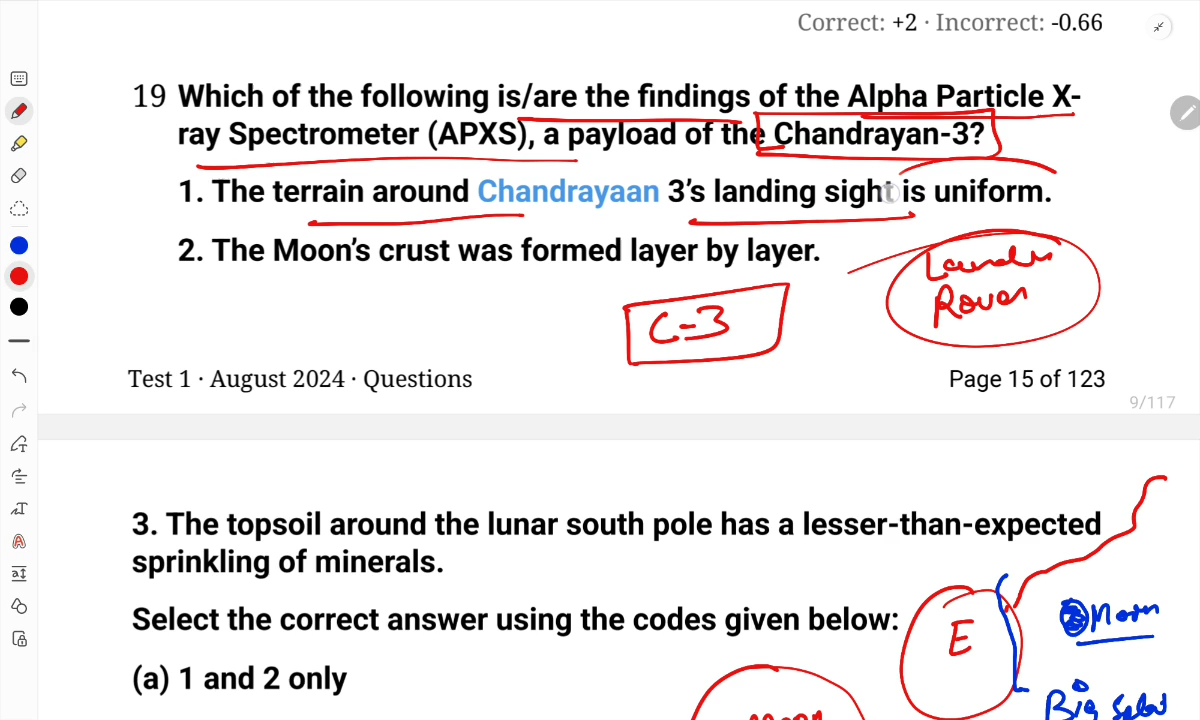 Correct: +2 · Incorrect: -0.66
19 Which of the following is/are the findings of the Alpha Particle X-
ray Spectrometer (APXS), a payload of the Chandrayan-3?
1. The terrain around Chandrayaan 3’s landing sight is uniform.
2. The Moon’s crust was formed layer by layer.
Lander
Rover
C-3
Test 1 · August 2024 · Questions
Page 15 of 123
9/117
3. The topsoil around the lunar south pole has a lesser-than-expected
sprinkling of minerals.
Select the correct answer using the codes given below:
E
Moon
(a) 1 and 2 only
Big
Moon